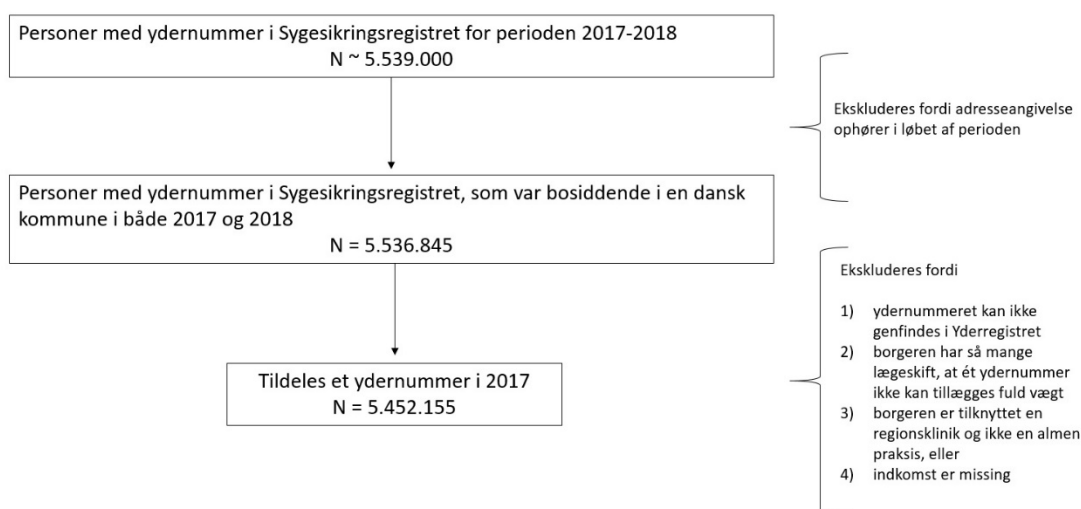 Personer med ydernummer i Sygesikringsregistret for perioden 2017-2018
N ~ 5.539.000
Ekskluderes fordi adresseangivelse
ophører i løbet af perioden
Personer med ydernummer i Sygesikringsregistret, som var bosiddende i en dansk
kommune i både 2017 og 2018
N = 5.536.845
Ekskluderes fordi
1) ydernummeret kan ikke
genfindes i Yderregistret
2) borgeren har så mange
lægeskift, at ét ydernummer
ikke kan tillægges fuld vægt
3) borgeren er tilknyttet en
regionsklinik og ikke en almen
praksis, eller
4) indkomst er missing
Tildeles et ydernummer i 2017
N = 5.452.155